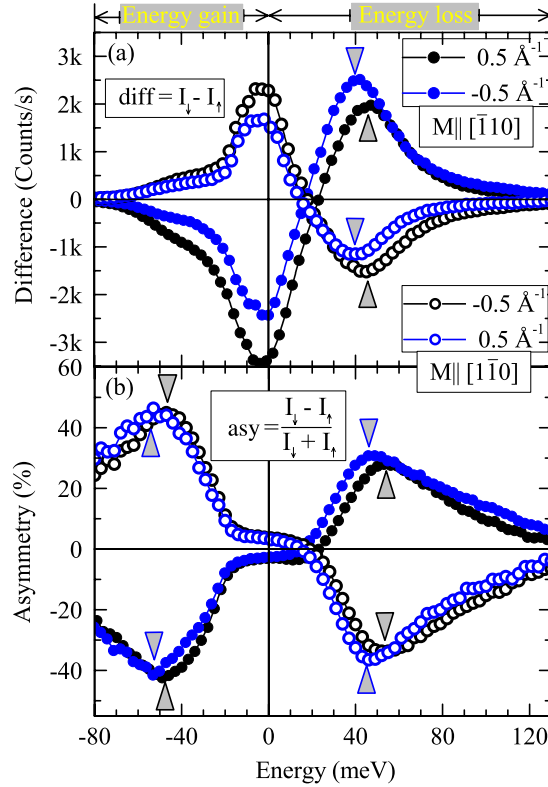 Energy gain Energy loss
(a)
diff = I↓ - I↑
0.5 Å⁻¹
-0.5 Å⁻¹
M|| [1̅10]
3k
2k
1k
0
-1k
-2k
-3k
Difference (Counts/s)
-0.5 Å⁻¹
0.5 Å⁻¹
M|| [11̅0]
(b)
asy = (I↓ - I↑) / (I↓ + I↑)
60
40
20
0
-20
-40
Asymmetry (%)
-80 -40 0 40 80 120
Energy (meV)